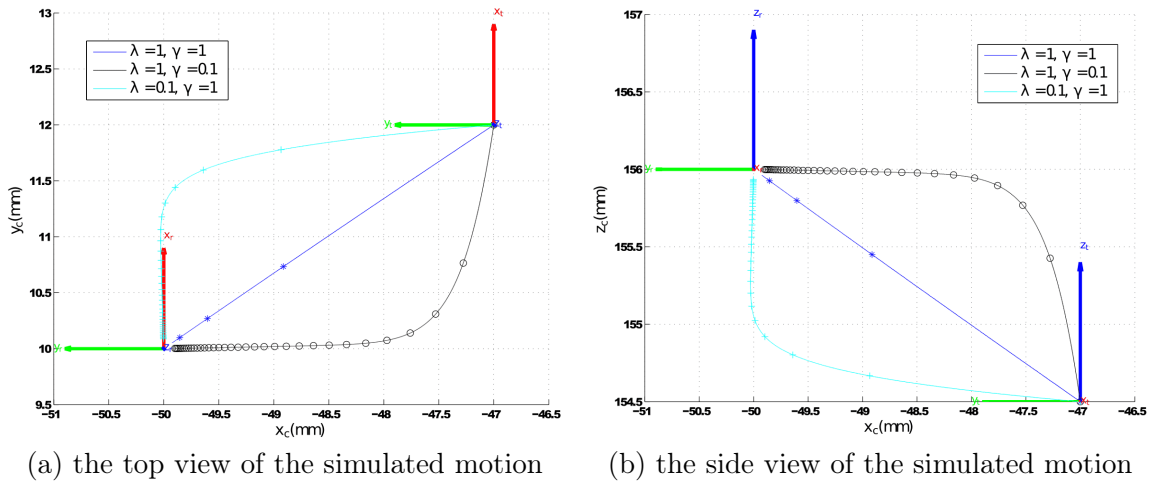 13
12.5
12
11.5
11
10.5
10
9.5
y_c(mm)
−51
−50.5
−50
−49.5
−49
−48.5
−48
−47.5
−47
−46.5
x_c(mm)
λ=1, γ=1
λ=1, γ=0.1
λ=0.1, γ=1
x_t
y_t
z_t
x_r
(a) the top view of the simulated motion
157
156.5
156
155.5
155
154.5
z_c(mm)
−51
−50.5
−50
−49.5
−49
−48.5
−48
−47.5
−47
−46.5
x_c(mm)
λ=1, γ=1
λ=1, γ=0.1
λ=0.1, γ=1
z_r
z_t
(b) the side view of the simulated motion